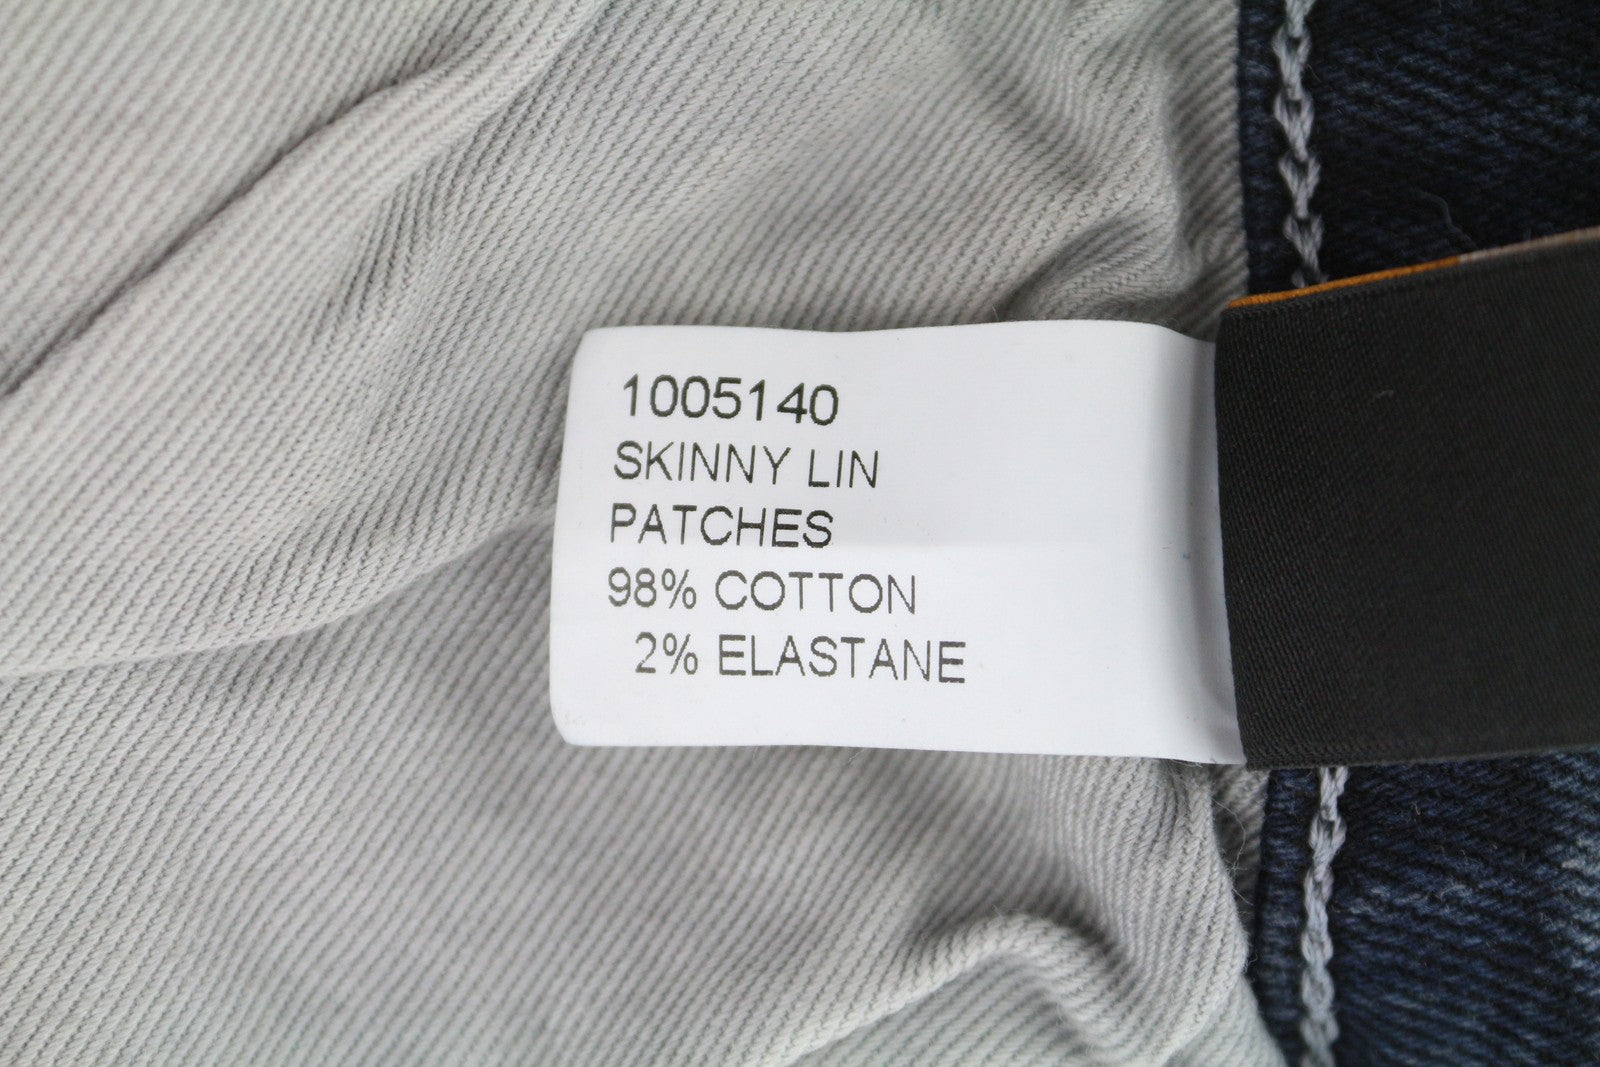 1005140
SKINNY LIN
PATCHES
98% COTTON
2% ELASTANE